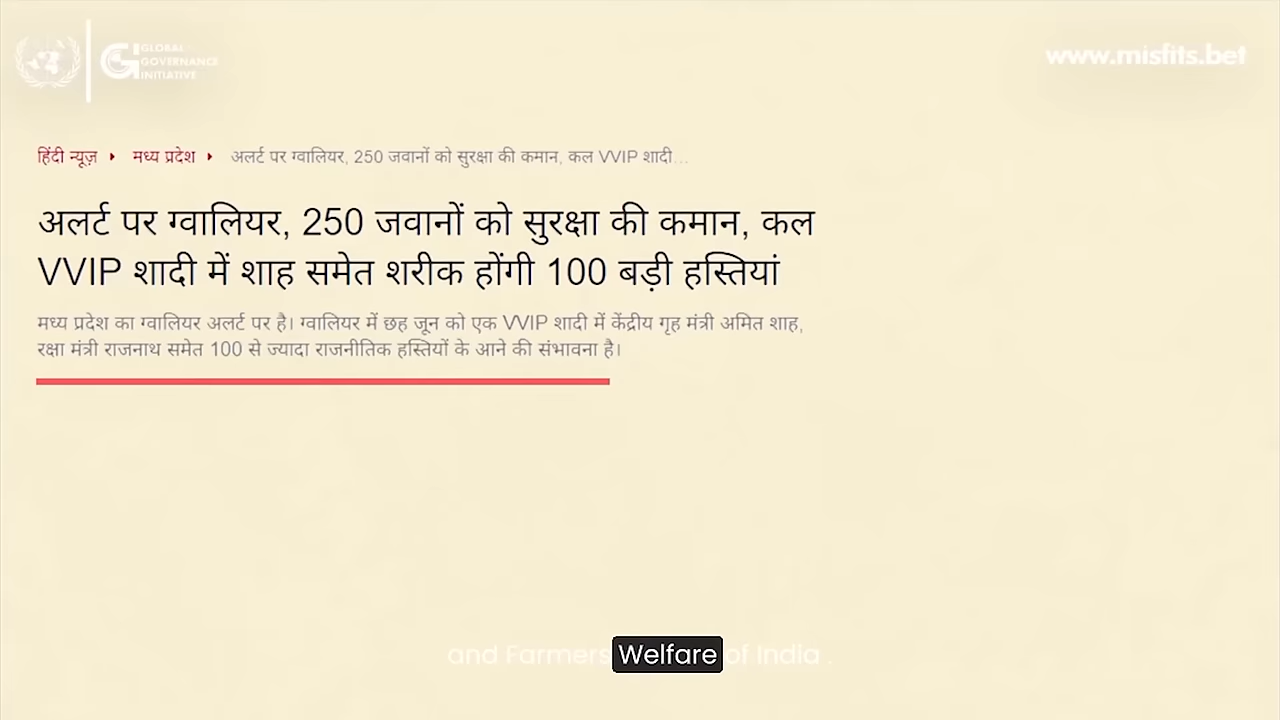 GLOBAL
GOVERNANCE
INITIATIVE
www.misfits.bet
हिंदी न्यूज़ मध्य प्रदेश अलर्ट पर ग्वालियर, 250 जवानों को सुरक्षा की कमान, कल VVIP शादी...
अलर्ट पर ग्वालियर, 250 जवानों को सुरक्षा की कमान, कल
VVIP शादी में शाह समेत शरीक होंगी 100 बड़ी हस्तियां
मध्य प्रदेश का ग्वालियर अलर्ट पर है। ग्वालियर में छह जून को एक VVIP शादी में केंद्रीय गृह मंत्री अमित शाह,
रक्षा मंत्री राजनाथ समेत 100 से ज्यादा राजनीतिक हस्तियों के आने की संभावना है।
and Farmers Welfare of India .